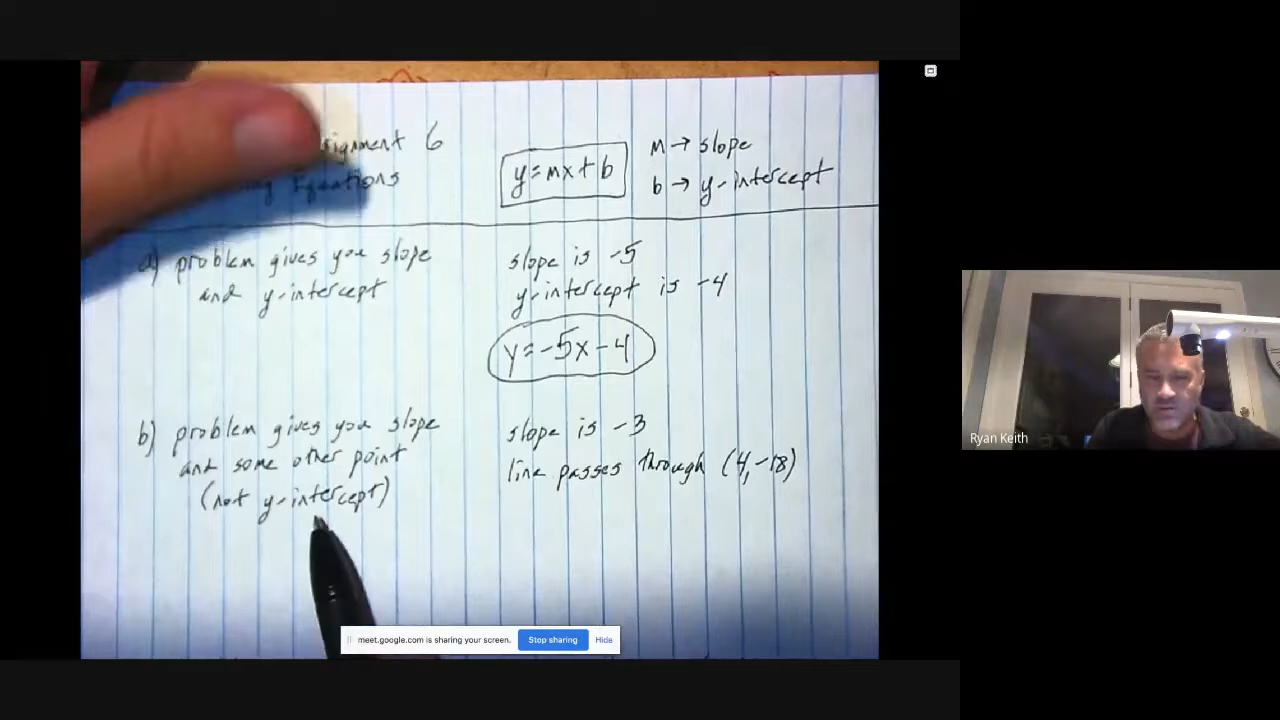 6
y=mx+b
m → slope
b → y-intercept
Equations
a) problem gives you slope
and y-intercept
slope is -5
y-intercept is -4
y=-5x-4
b) problem gives you slope
and some other point
(not y-intercept)
slope is -3
line passes through (4,-18)
meet.google.com is sharing your screen.
Stop sharing
Hide
Ryan Keith